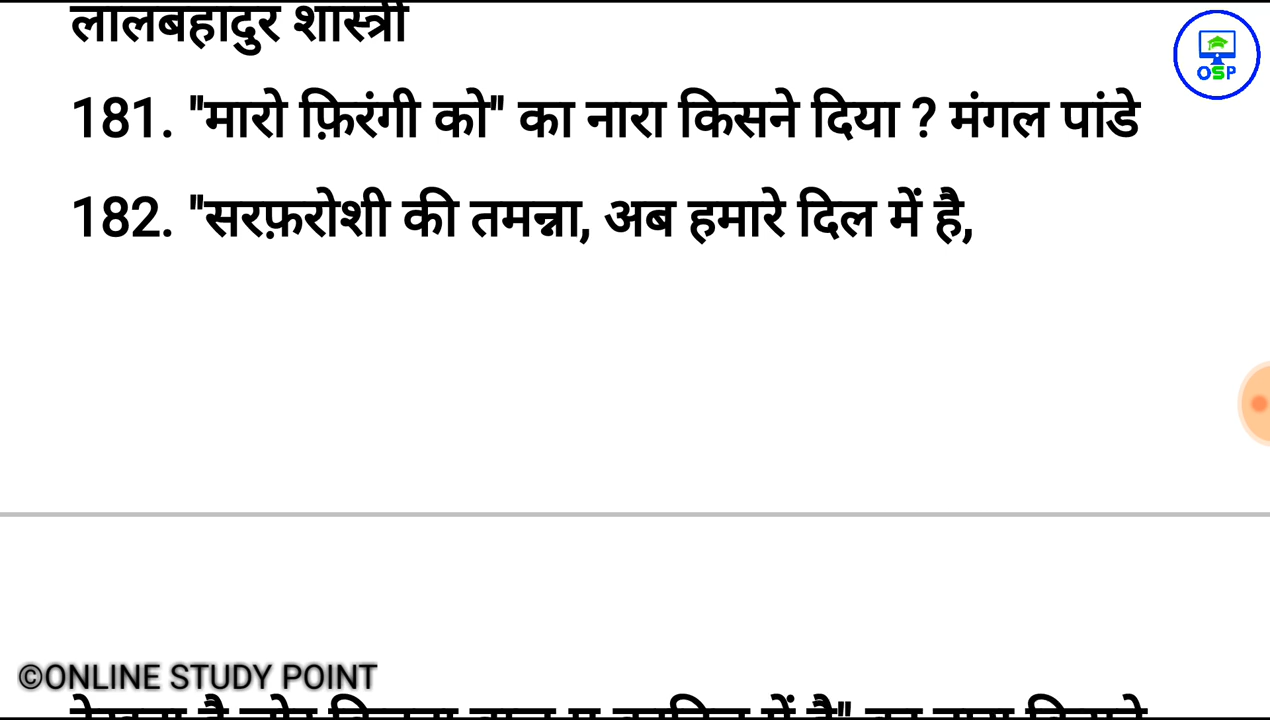 लालबहादुर शास्त्री
OSP
181. "मारो फ़िरंगी को" का नारा किसने दिया ? मंगल पांडे
182. "सरफ़रोशी की तमन्ना, अब हमारे दिल में है,
©ONLINE STUDY POINT